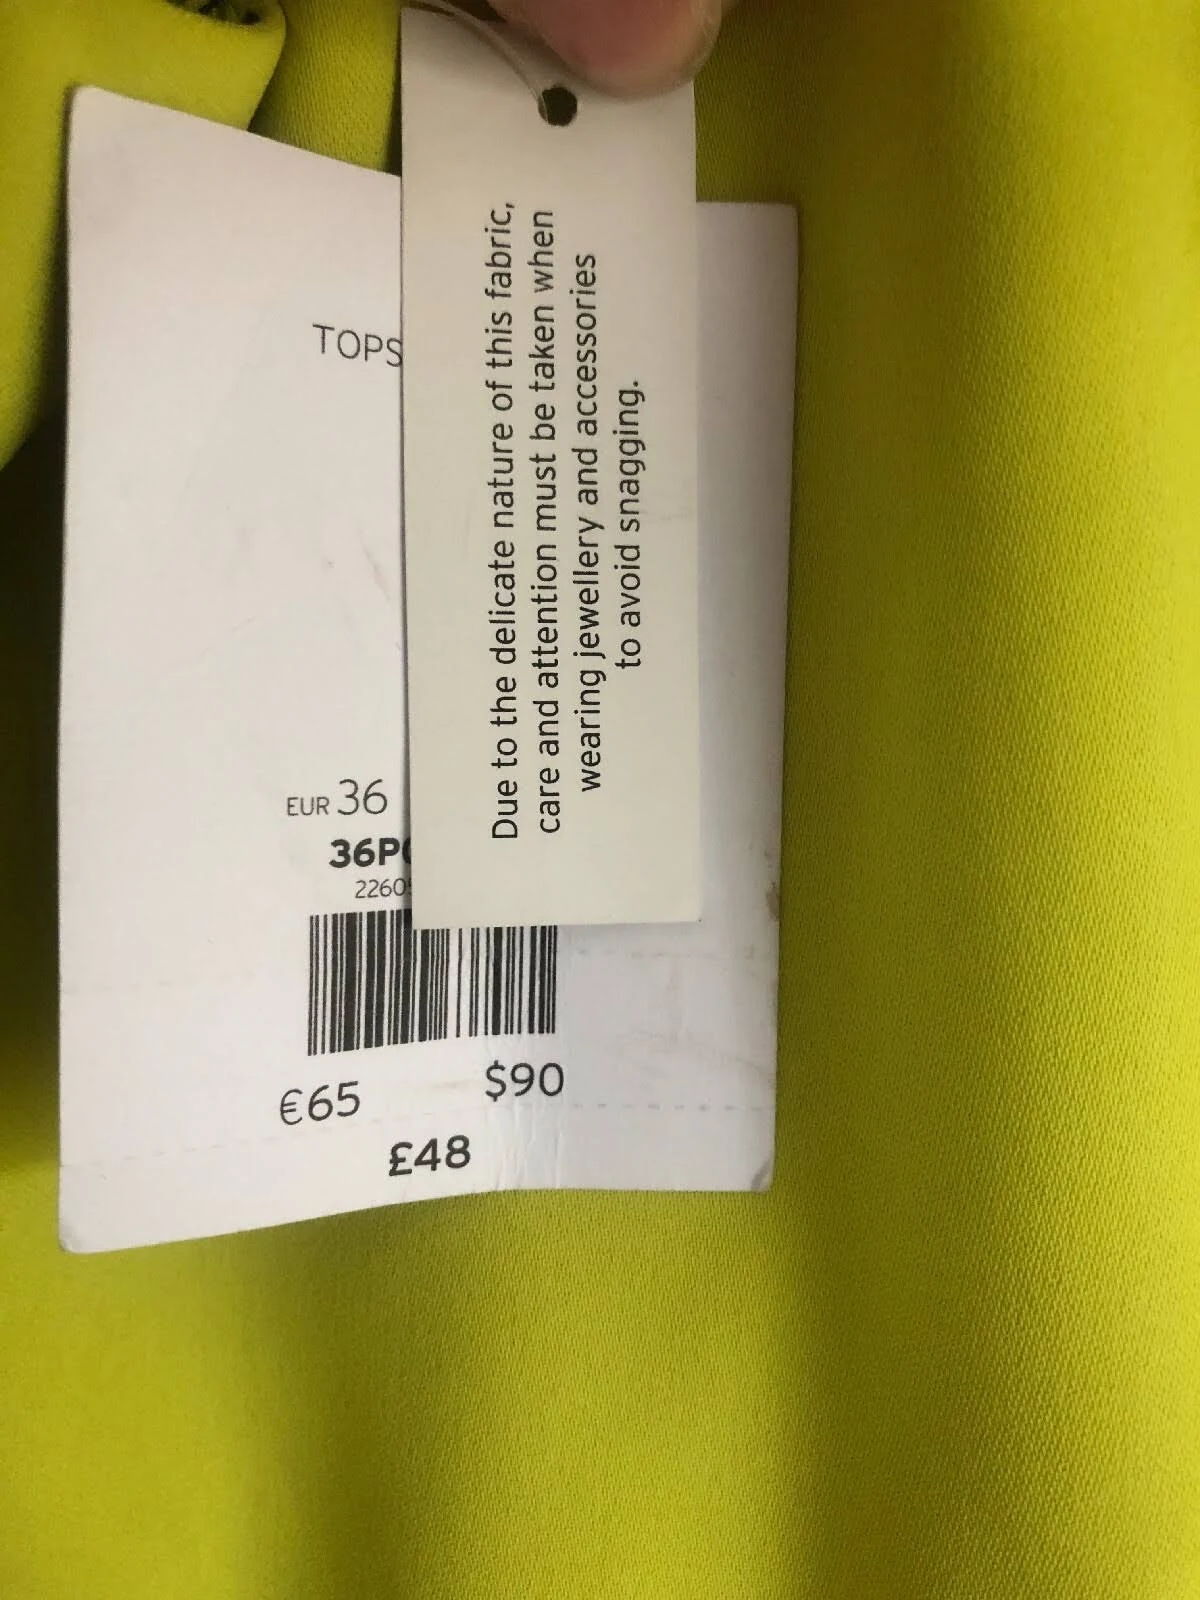 TOPS
EUR 36
36P
2260
€65
$90
£48
Due to the delicate nature of this fabric,
care and attention must be taken when
wearing jewellery and accessories
to avoid snagging.